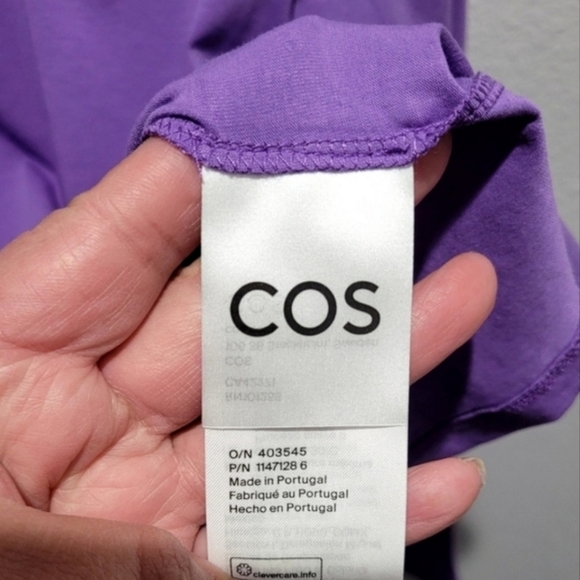 COS
O/N 403545
P/N 1147128 6
Made in Portugal
Fabriqué au Portugal
Hecho en Portugal
clevercare.info